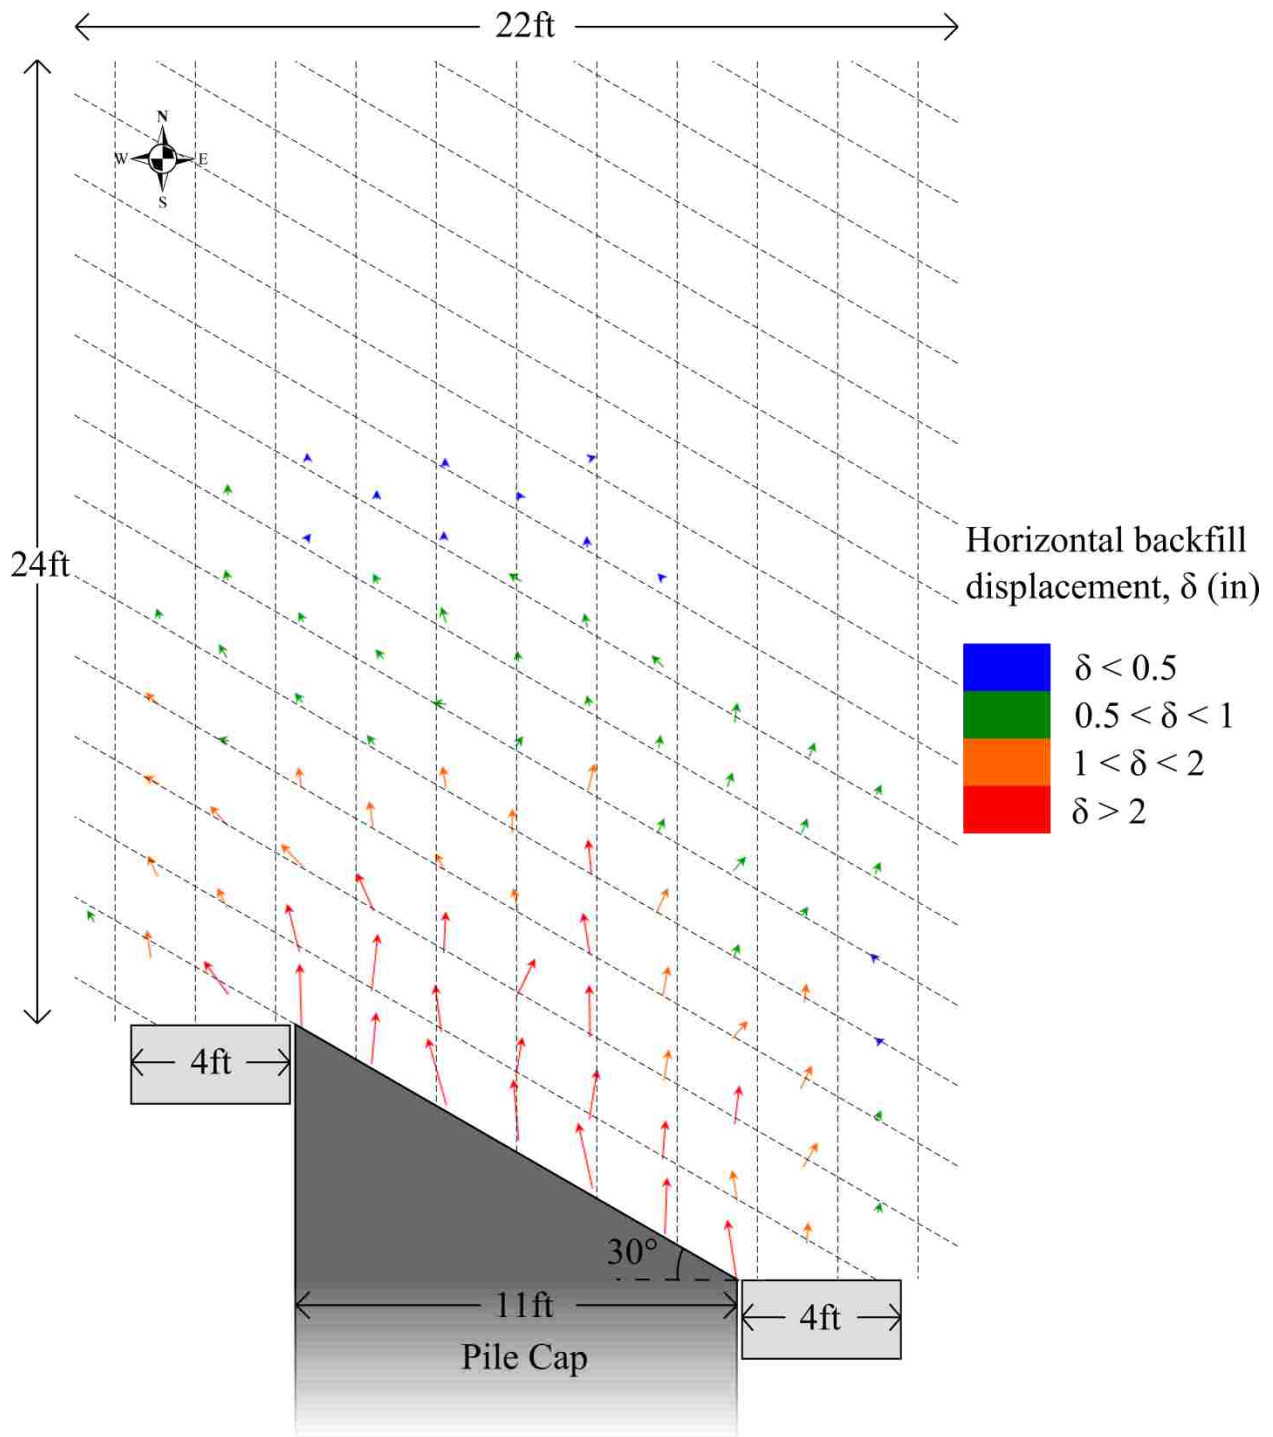 22ft
N
W E
S
24ft
Horizontal backfill
displacement, δ (in)
δ < 0.5
0.5 < δ < 1
1 < δ < 2
δ > 2
4ft
30°
11ft
4ft
Pile Cap